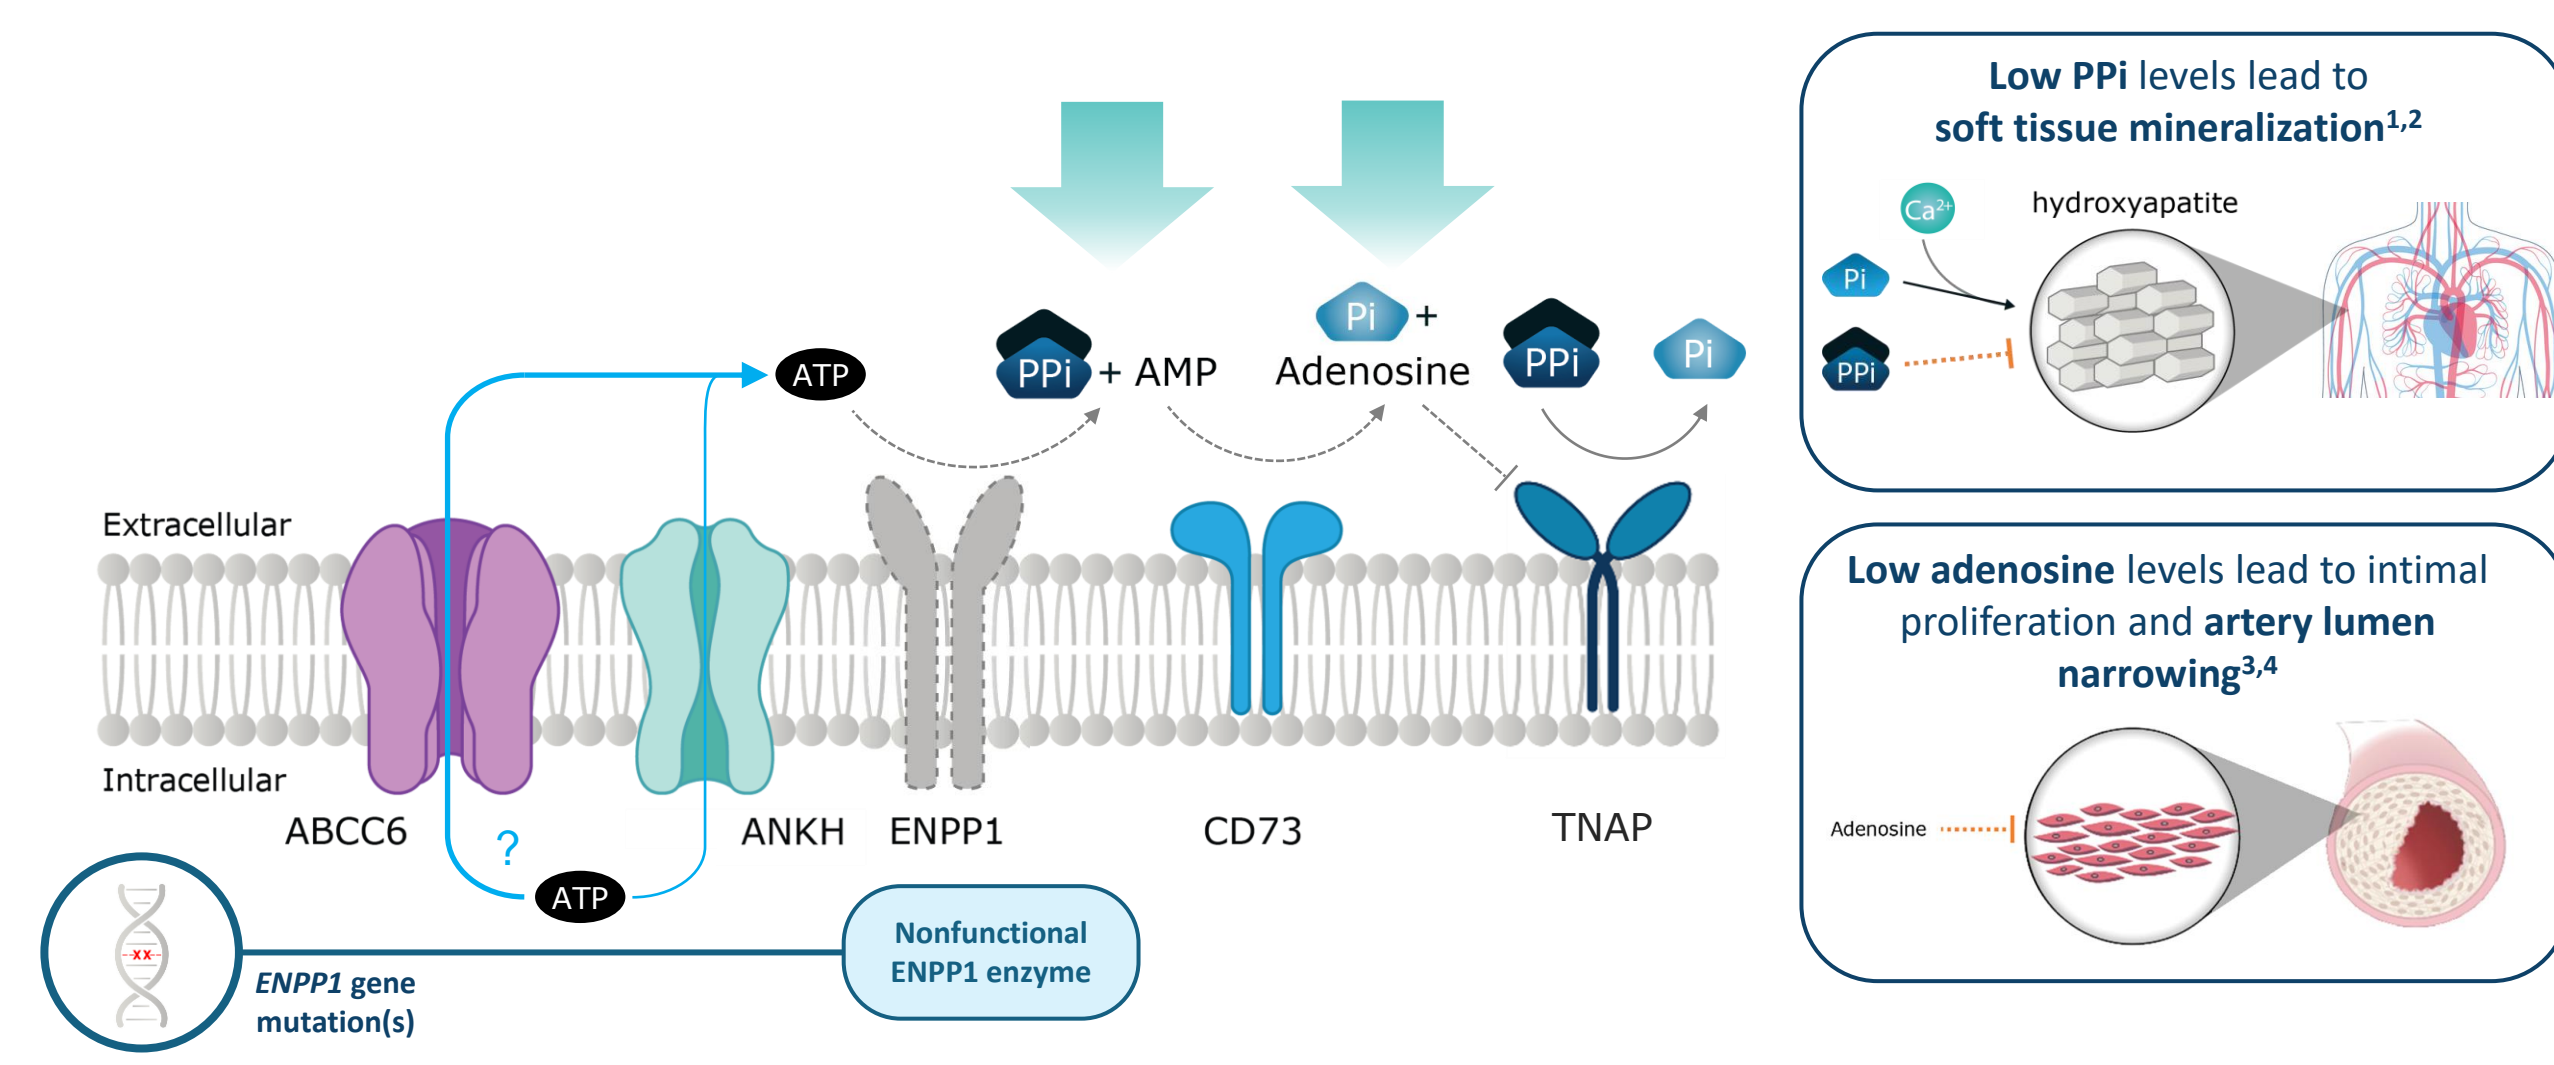 Low PPi levels lead to
soft tissue mineralization1,2
Ca2+
hydroxyapatite
Pi
PPi
Low adenosine levels lead to intimal
proliferation and artery lumen
narrowing3,4
Adenosine
ATP
PPi + AMP
Pi +
Adenosine
PPi
Pi
Extracellular
Intracellular
ABCC6
?
ANKH
ENPP1
CD73
TNAP
ATP
--XX--
ENPP1 gene
mutation(s)
Nonfunctional
ENPP1 enzyme